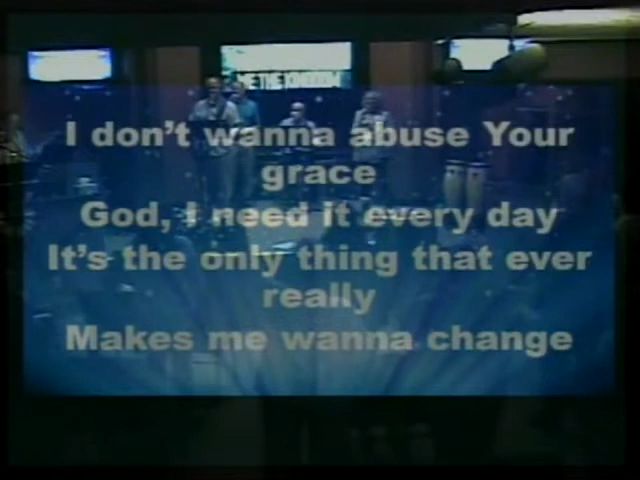 THE KINGDOM
I don't wanna abuse Your
grace
God, I need it every day
It's the only thing that ever
really
Makes me wanna change